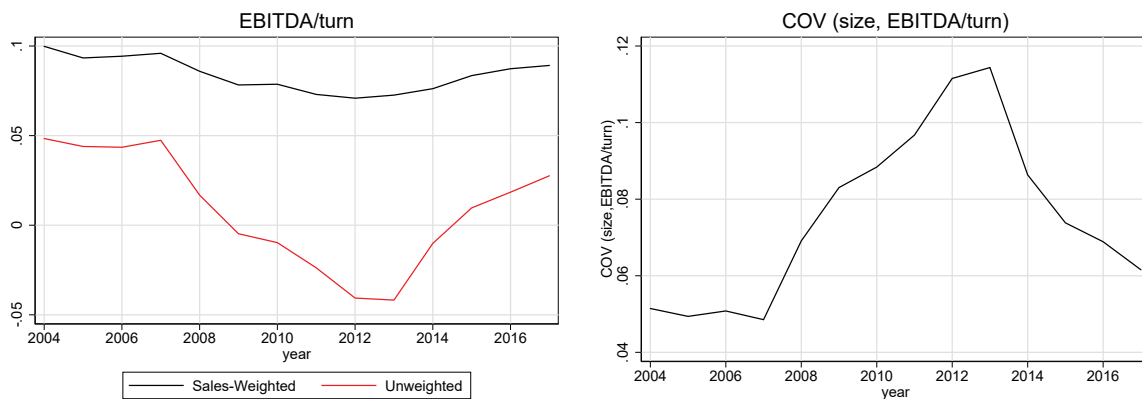 EBITDA/turn
.1
.05
0
-.05
2004 2006 2008 2010 2012 2014 2016
year
Sales-Weighted Unweighted
COV (size, EBITDA/turn)
COV (size,EBITDA/turn)
.12
.1
.08
.06
.04
2004 2006 2008 2010 2012 2014 2016
year